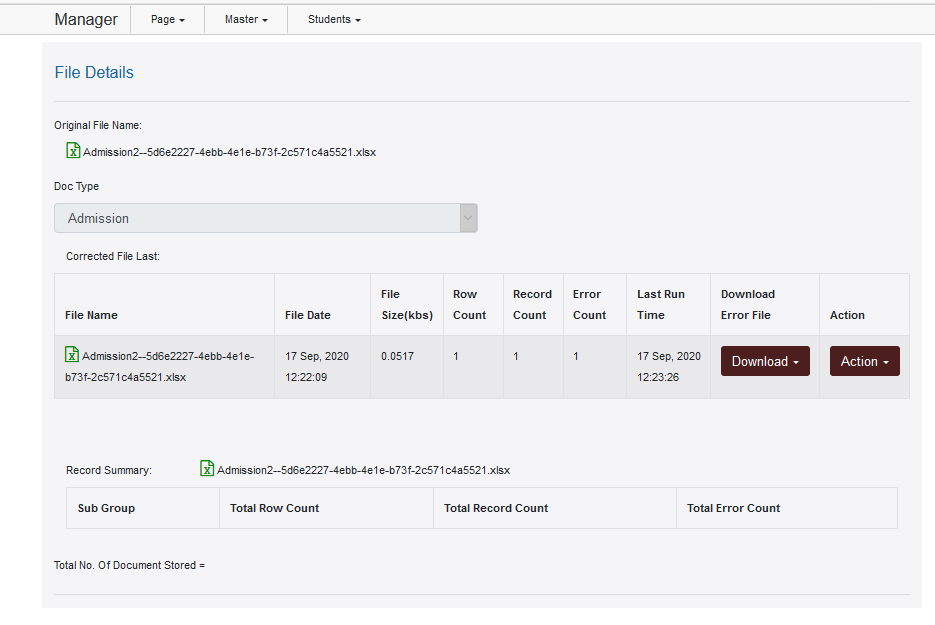 Manager Page Master Students
File Details
Original File Name:
Admission2--5d6e2227-4ebb-4e1e-b73f-2c571c4a5521.xlsx
Doc Type
Admission
Corrected File Last:
File Name File Date File Size(kbs) Row Count Record Count Error Count Last Run Time Download Error File Action
Admission2--5d6e2227-4ebb-4e1e-b73f-2c571c4a5521.xlsx 17 Sep, 2020 12:22:09 0.0517 1 1 1 17 Sep, 2020 12:23:26 Download Action
Record Summary: Admission2--5d6e2227-4ebb-4e1e-b73f-2c571c4a5521.xlsx
Sub Group Total Row Count Total Record Count Total Error Count
Total No. Of Document Stored =